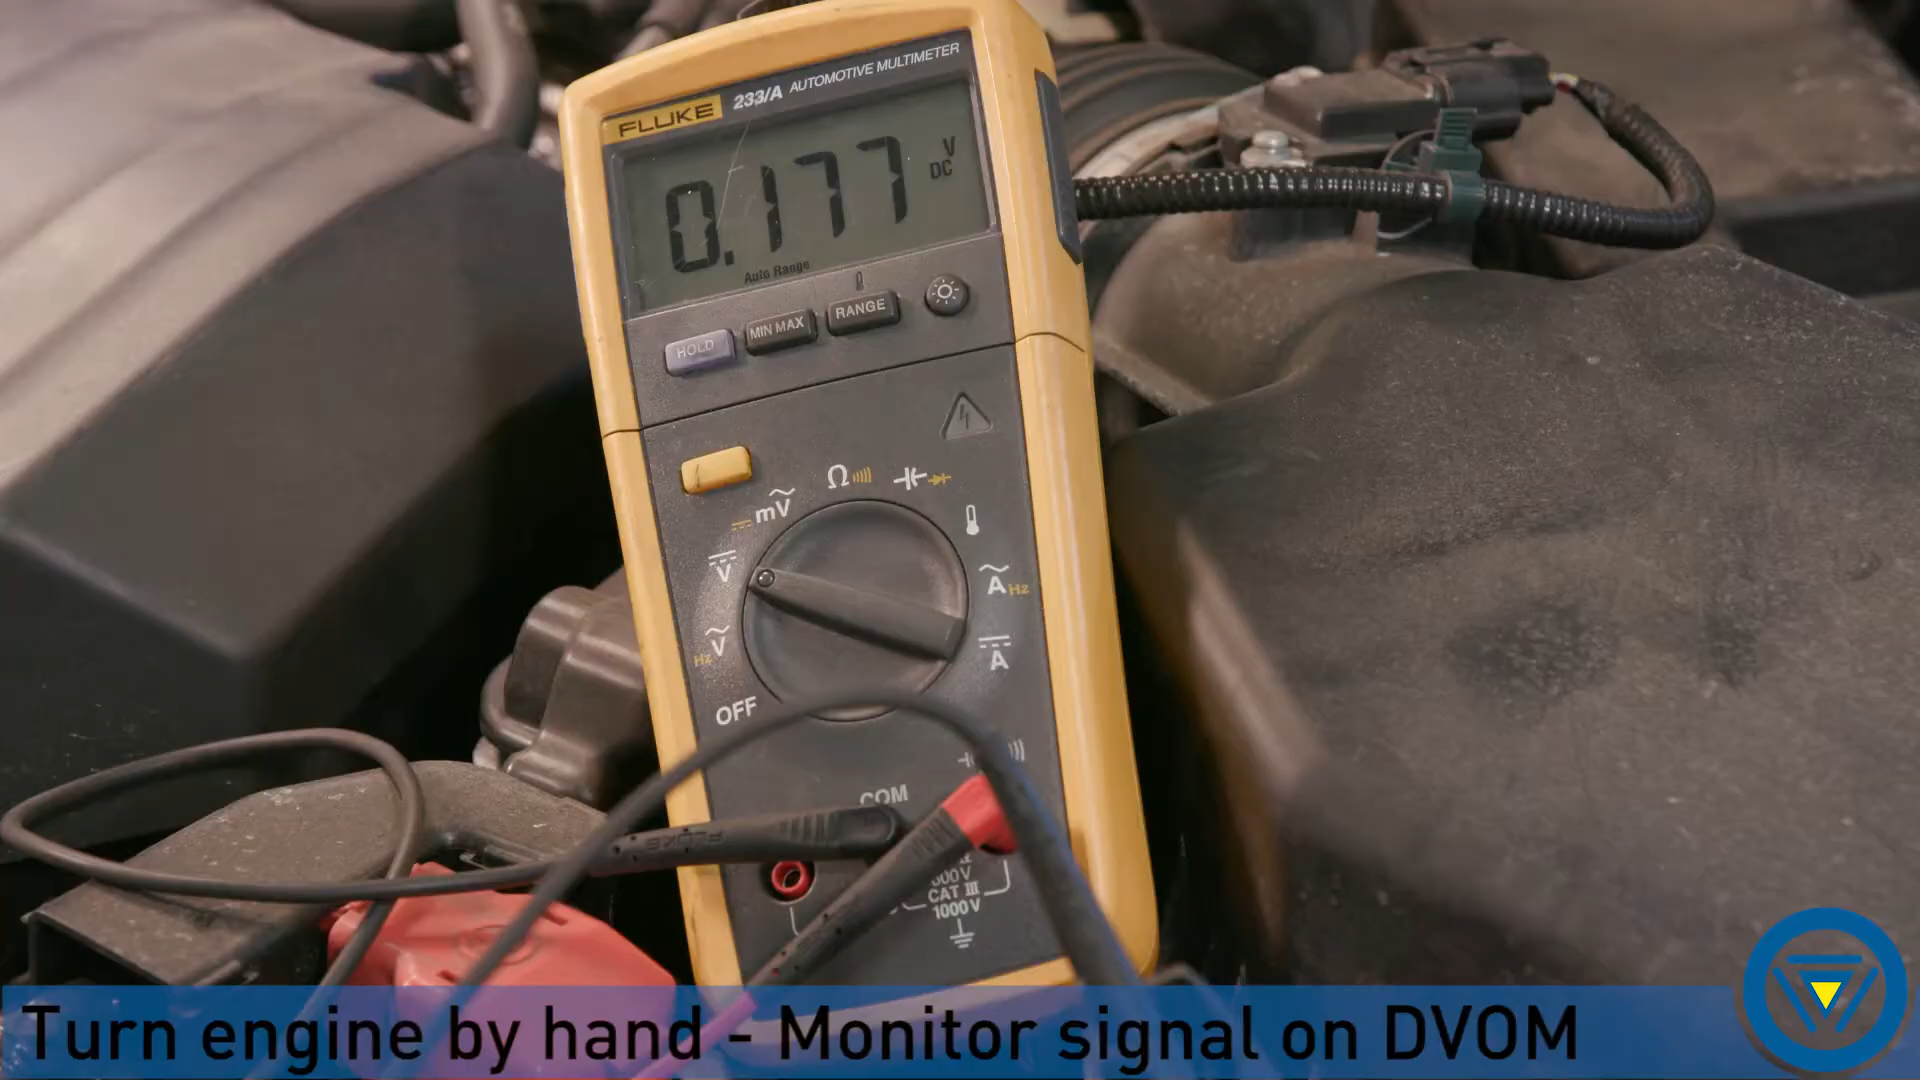 FLUKE 233/A AUTOMOTIVE MULTIMETER
0.177 V DC
Auto Range
HOLD MIN MAX RANGE
mV Ω
V A Hz
Hz V A
OFF
COM
CAT III
1000V
Turn engine by hand - Monitor signal on DVOM